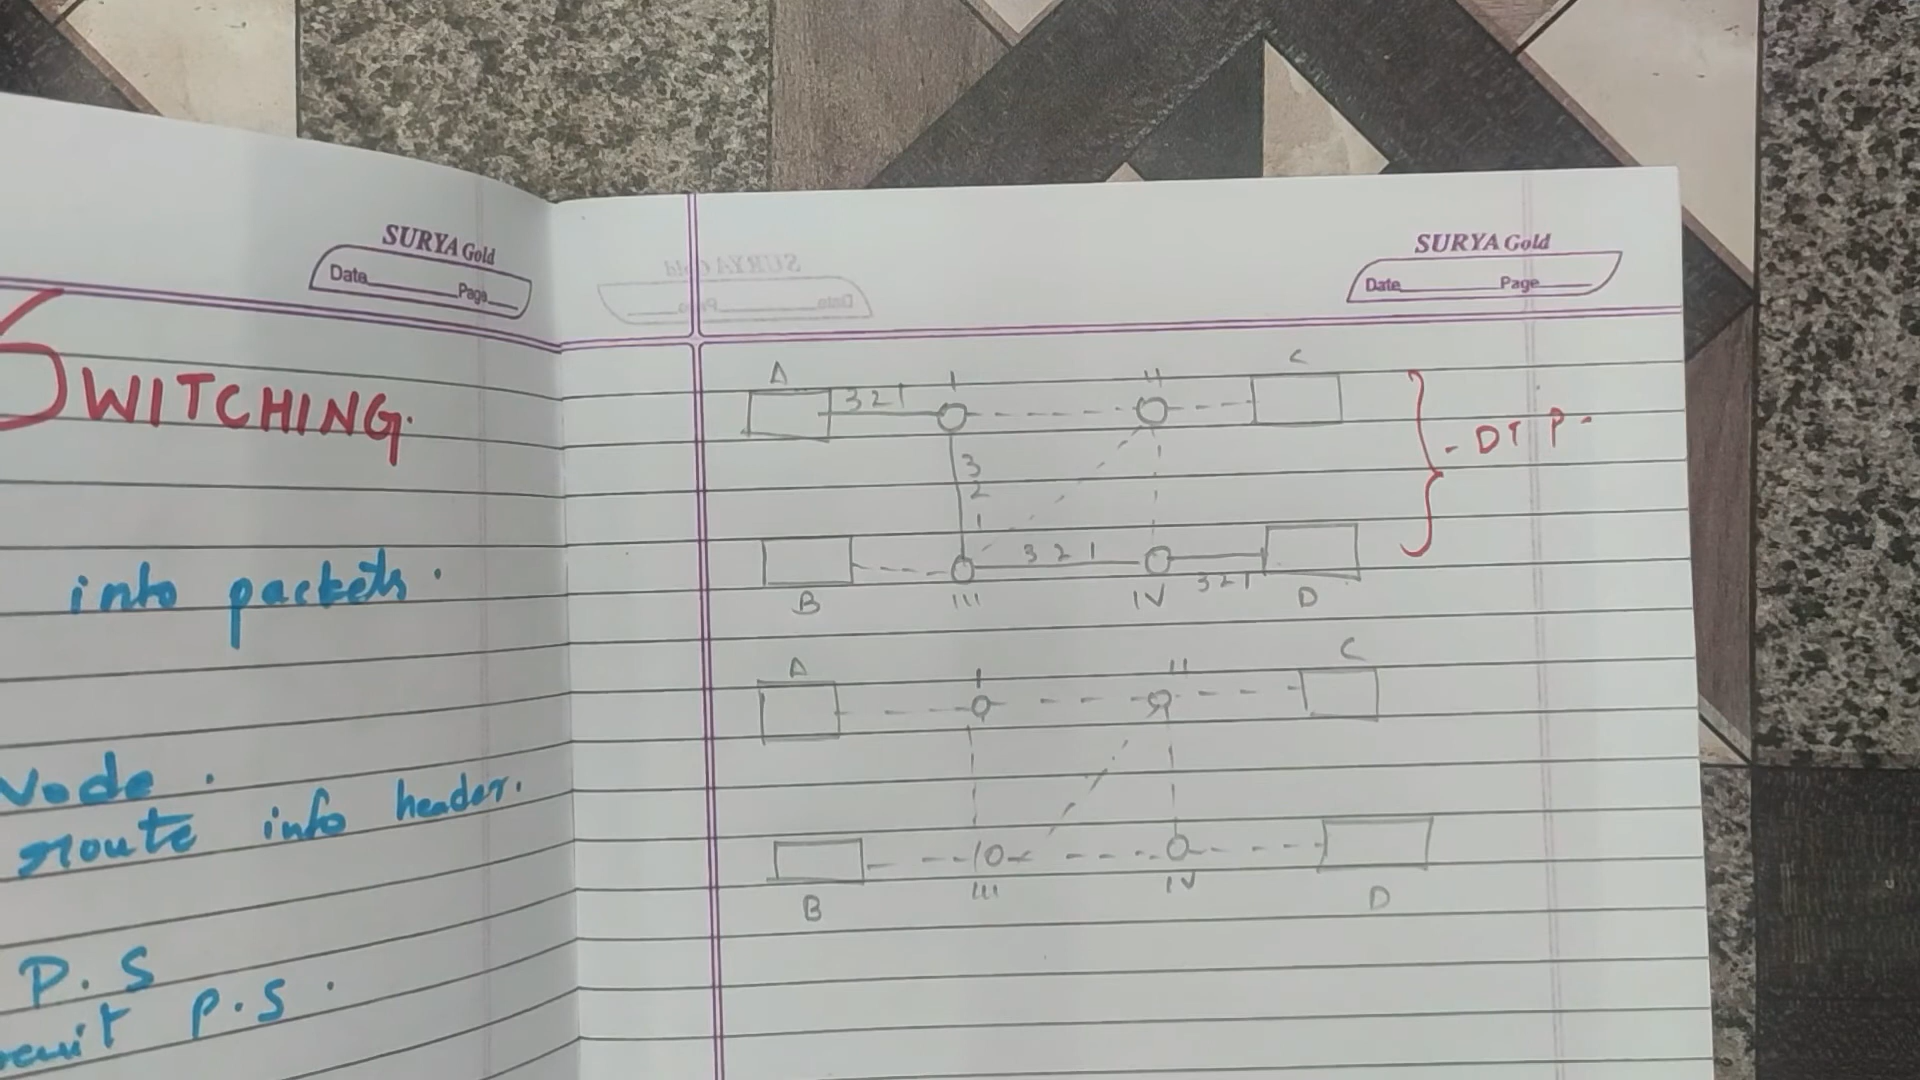 SURYA Gold
Date Page
SWITCHING.
into packets.
Node.
route info header.
P.S
P.S.
SURYA Gold
Date Page
A I II C
3 2 1
3
2
1
- DTP -
3 2 1
3 2 1
B III IV D
A I II C
B III IV D